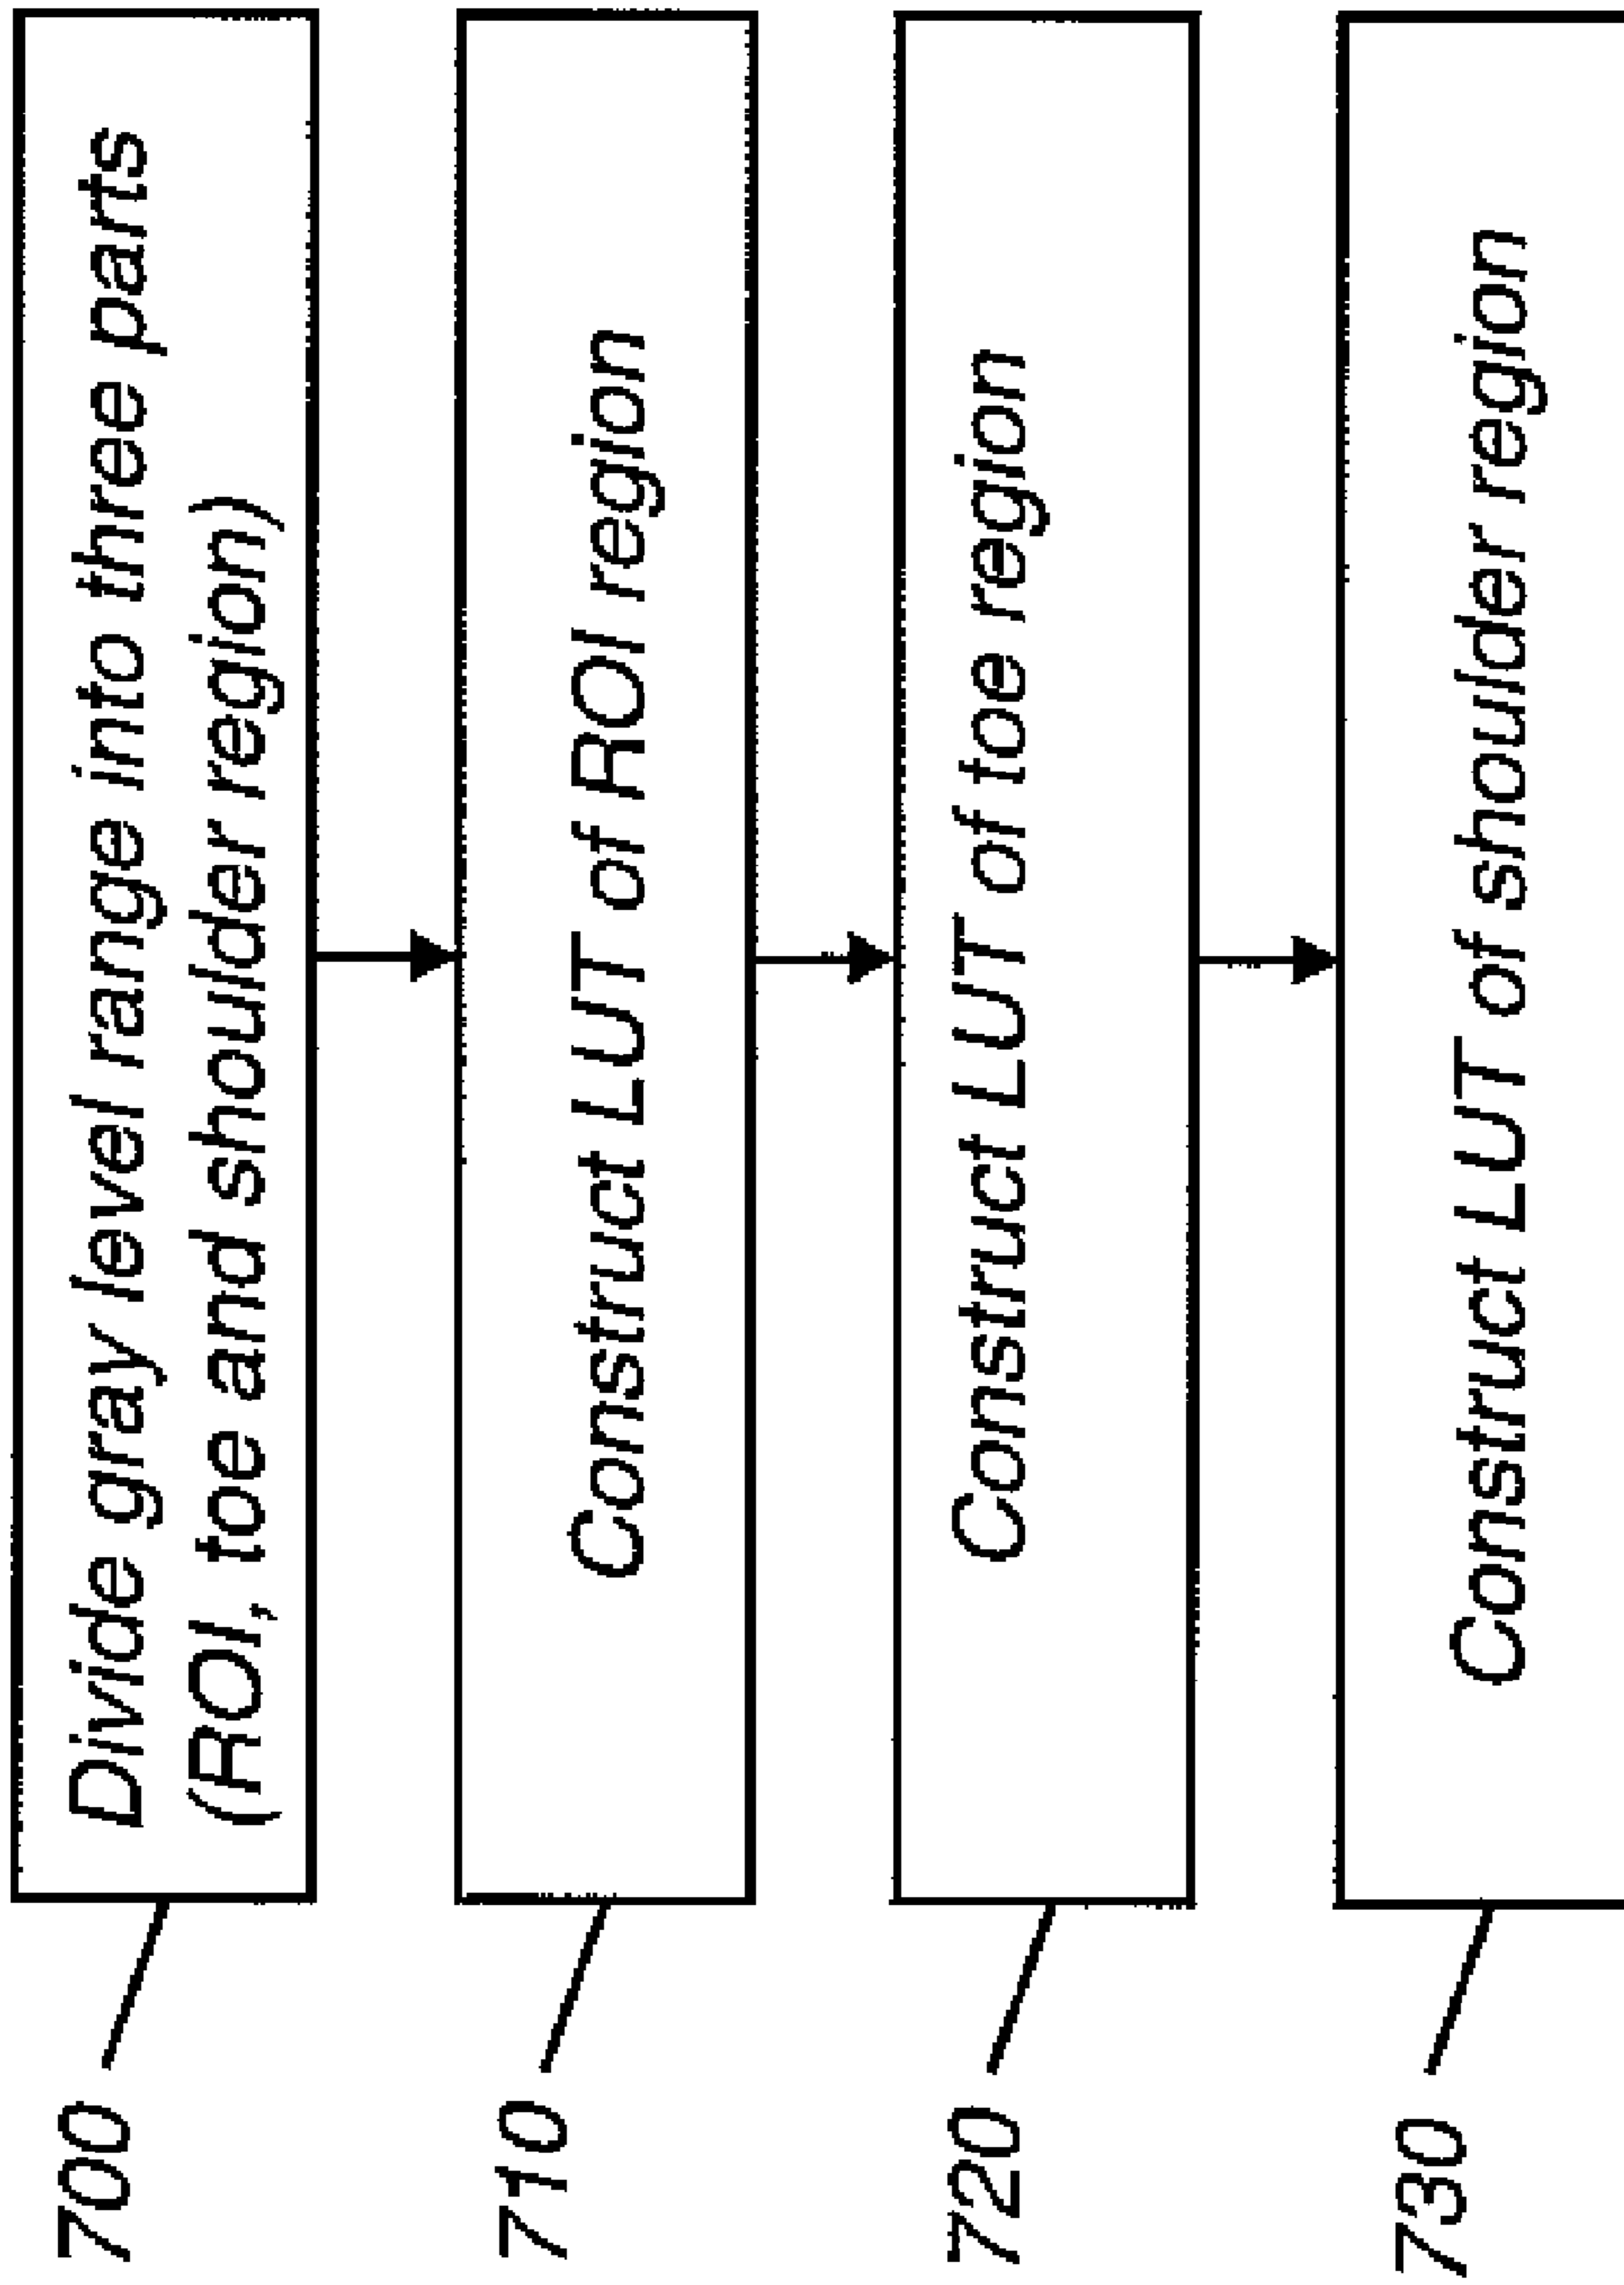 700
Divide gray level range into three parts
(ROI, toe and shoulder region)
710
Construct LUT of ROI region
720
Construct LUT of toe region
730
Construct LUT of shoulder region